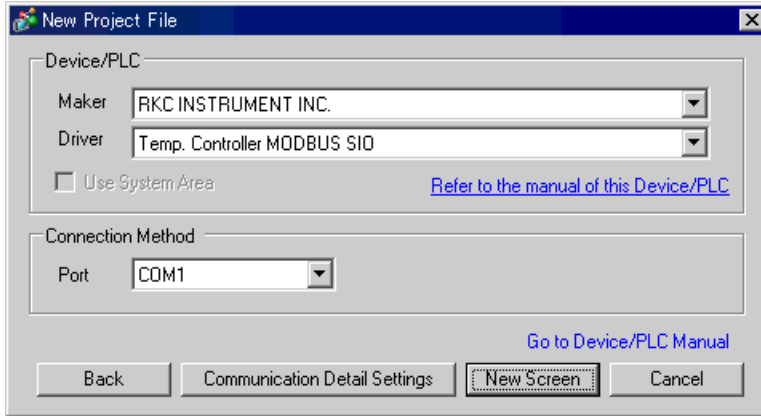 New Project File
Device/PLC
Maker RKC INSTRUMENT INC.
Driver Temp. Controller MODBUS SIO
Use System Area Refer to the manual of this Device/PLC
Connection Method
Port COM1
Go to Device/PLC Manual
Back Communication Detail Settings New Screen Cancel